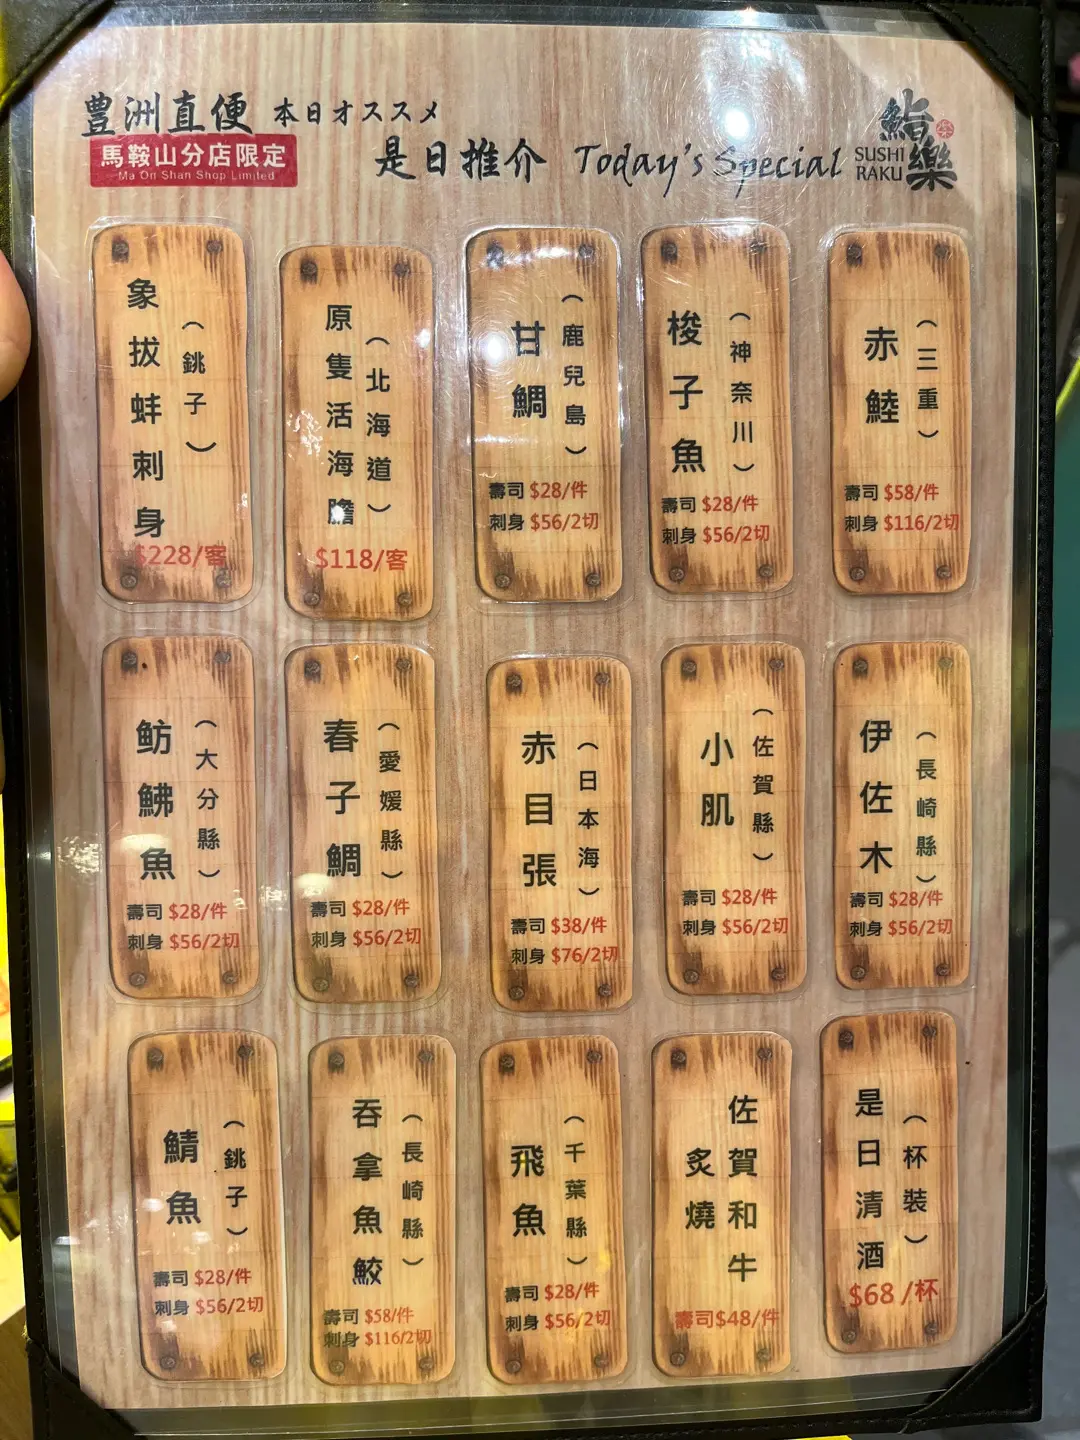 豊洲直便 本日オススメ
馬鞍山分店限定
Ma On Shan Shop Limited
是日推介 Today's Special
鮨樂
SUSHI
RAKU
象拔蚌刺身
（銚子）
$228/客
原隻活海膽
（北海道）
$118/客
甘鯛
（鹿兒島）
壽司 $28/件
刺身 $56/2切
梭子魚
（神奈川）
壽司 $28/件
刺身 $56/2切
赤鯥
（三重）
壽司 $58/件
刺身 $116/2切
魴鮄魚
（大分縣）
壽司 $28/件
刺身 $56/2切
春子鯛
（愛媛縣）
壽司 $28/件
刺身 $56/2切
赤目張
（日本海）
壽司 $38/件
刺身 $76/2切
小肌
（佐賀縣）
壽司 $28/件
刺身 $56/2切
伊佐木
（長崎縣）
壽司 $28/件
刺身 $56/2切
鯖魚
（銚子）
壽司 $28/件
刺身 $56/2切
吞拿魚鮫
（長崎縣）
壽司 $58/件
刺身 $116/2切
飛魚
（千葉縣）
壽司 $28/件
刺身 $56/2切
佐賀和牛
炙燒
壽司$48/件
是日清酒
（杯裝）
$68/杯